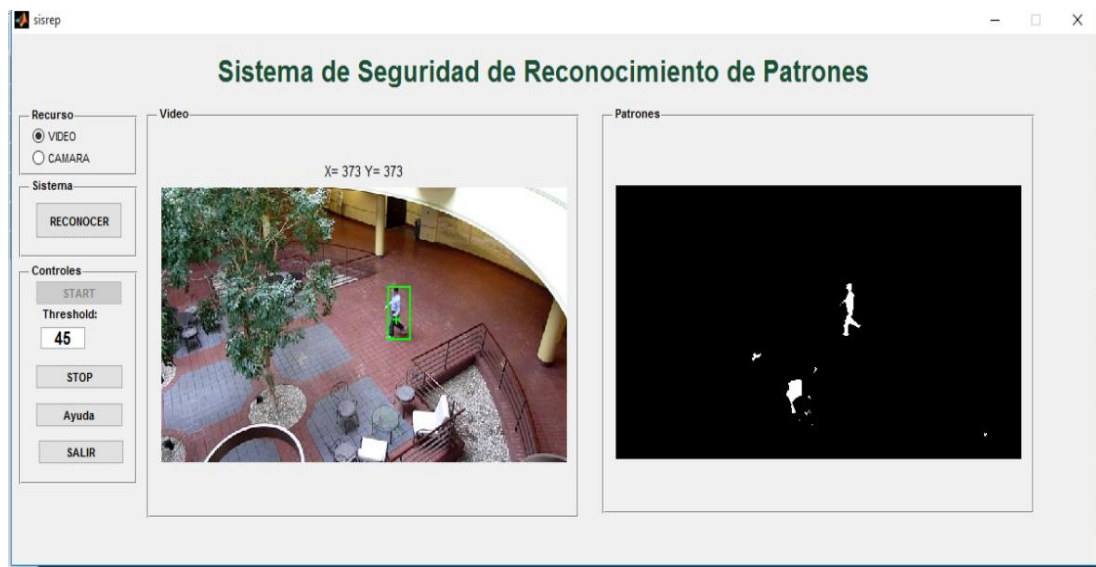 sisrep
Sistema de Seguridad de Reconocimiento de Patrones
Recurso
VIDEO
CAMARA
Sistema
RECONOCER
Controles
START
Threshold:
45
STOP
Ayuda
SALIR
Video
X= 373 Y= 373
Patrones